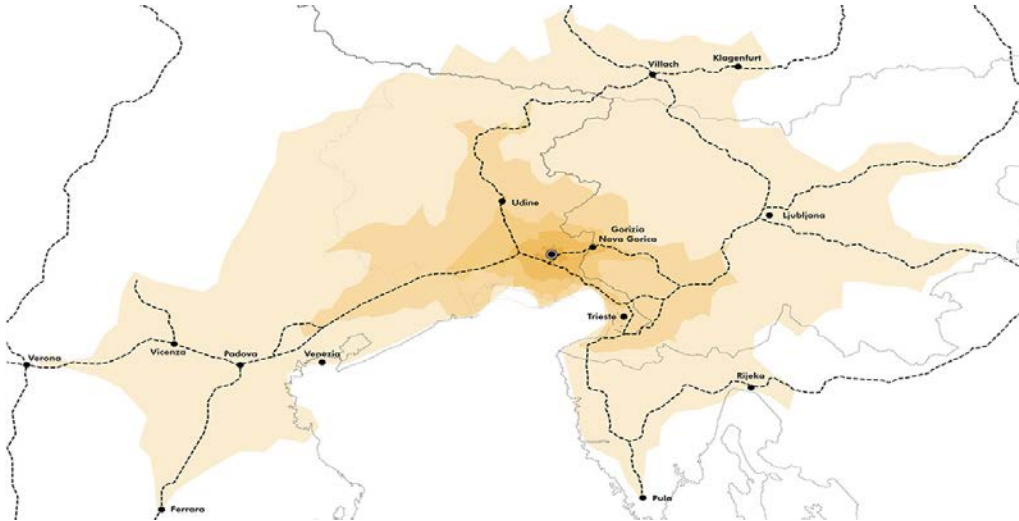 Klagenfurt
Villach
Udine
Ljubljana
Gorizia
Nova Gorica
Trieste
Verona
Vicenza
Padova
Venezia
Rijeka
Pula
Ferrara